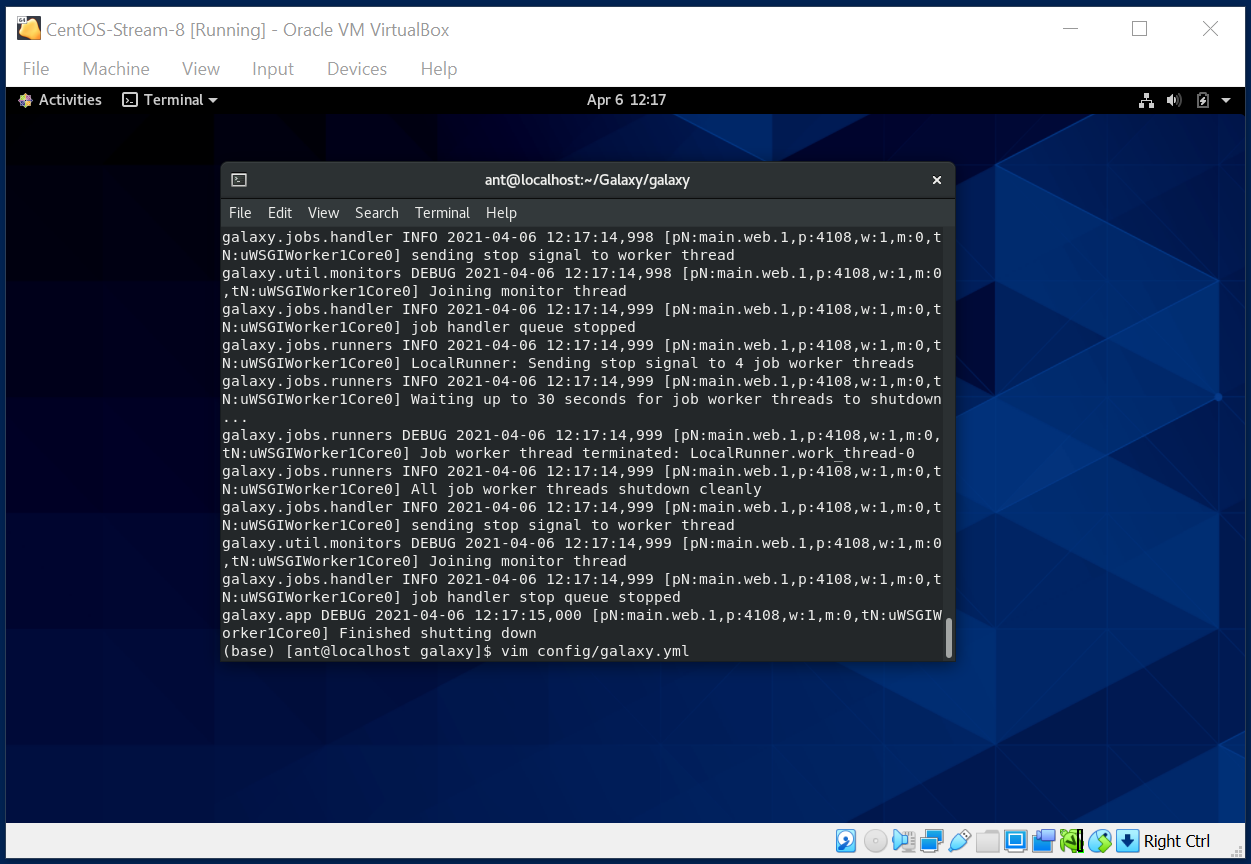 CentOS-Stream-8 [Running] - Oracle VM VirtualBox
File Machine View Input Devices Help
Activities Terminal Apr 6 12:17
ant@localhost:~/Galaxy/galaxy
File Edit View Search Terminal Help
galaxy.jobs.handler INFO 2021-04-06 12:17:14,998 [pN:main.web.1,p:4108,w:1,m:0,t
N:uWSGIWorker1Core0] sending stop signal to worker thread
galaxy.util.monitors DEBUG 2021-04-06 12:17:14,998 [pN:main.web.1,p:4108,w:1,m:0
,tN:uWSGIWorker1Core0] Joining monitor thread
galaxy.jobs.handler INFO 2021-04-06 12:17:14,999 [pN:main.web.1,p:4108,w:1,m:0,t
N:uWSGIWorker1Core0] job handler queue stopped
galaxy.jobs.runners INFO 2021-04-06 12:17:14,999 [pN:main.web.1,p:4108,w:1,m:0,t
N:uWSGIWorker1Core0] LocalRunner: Sending stop signal to 4 job worker threads
galaxy.jobs.runners INFO 2021-04-06 12:17:14,999 [pN:main.web.1,p:4108,w:1,m:0,t
N:uWSGIWorker1Core0] Waiting up to 30 seconds for job worker threads to shutdown
...
galaxy.jobs.runners DEBUG 2021-04-06 12:17:14,999 [pN:main.web.1,p:4108,w:1,m:0,
tN:uWSGIWorker1Core0] Job worker thread terminated: LocalRunner.work_thread-0
galaxy.jobs.runners INFO 2021-04-06 12:17:14,999 [pN:main.web.1,p:4108,w:1,m:0,t
N:uWSGIWorker1Core0] All job worker threads shutdown cleanly
galaxy.jobs.handler INFO 2021-04-06 12:17:14,999 [pN:main.web.1,p:4108,w:1,m:0,t
N:uWSGIWorker1Core0] sending stop signal to worker thread
galaxy.util.monitors DEBUG 2021-04-06 12:17:14,999 [pN:main.web.1,p:4108,w:1,m:0
,tN:uWSGIWorker1Core0] Joining monitor thread
galaxy.jobs.handler INFO 2021-04-06 12:17:14,999 [pN:main.web.1,p:4108,w:1,m:0,t
N:uWSGIWorker1Core0] job handler stop queue stopped
galaxy.app DEBUG 2021-04-06 12:17:15,000 [pN:main.web.1,p:4108,w:1,m:0,tN:uWSGIW
orker1Core0] Finished shutting down
(base) [ant@localhost galaxy]$ vim config/galaxy.yml
Right Ctrl